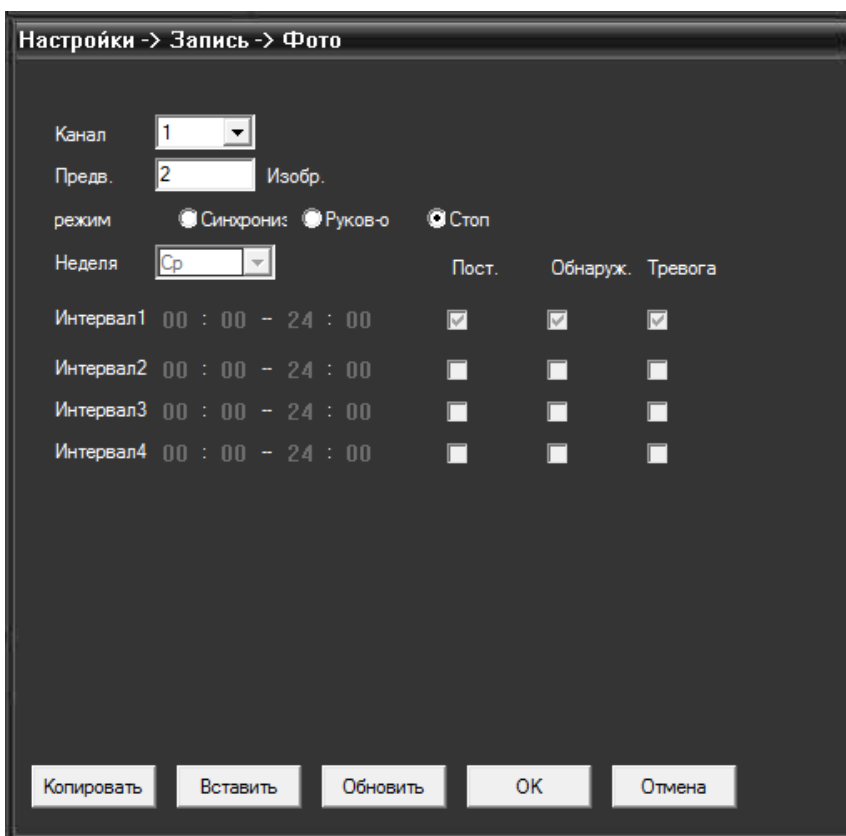 Настройки -> Запись -> Фото
Канал 1
Предв. 2 Изобр.
режим Синхрониз Руков-о Стоп
Неделя Ср Пост. Обнаруж. Тревога
Интервал1 00 : 00 - 24 : 00
Интервал2 00 : 00 - 24 : 00
Интервал3 00 : 00 - 24 : 00
Интервал4 00 : 00 - 24 : 00
Копировать Вставить Обновить OK Отмена